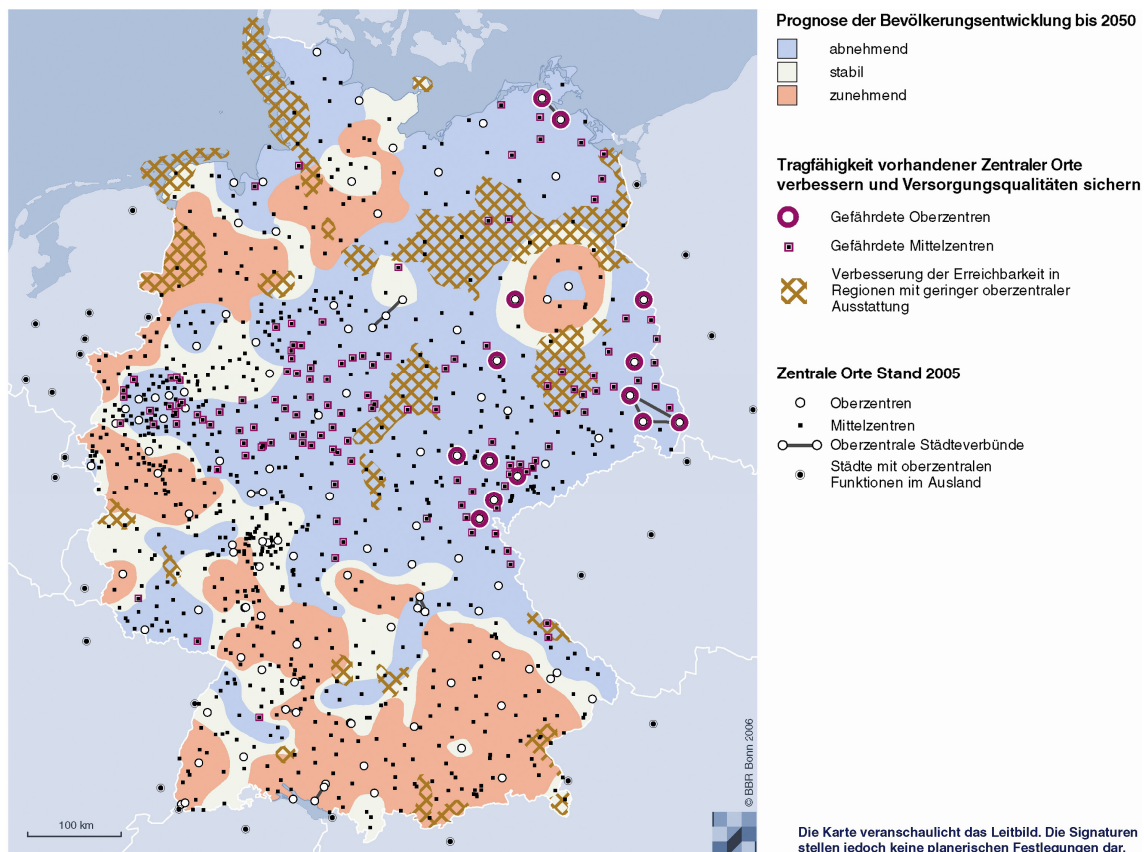 Prognose der Bevölkerungsentwicklung bis 2050
abnehmend
stabil
zunehmend
Tragfähigkeit vorhandener Zentraler Orte
verbessern und Versorgungsqualitäten sichern
Gefährdete Oberzentren
Gefährdete Mittelzentren
Verbesserung der Erreichbarkeit in
Regionen mit geringer oberzentraler
Ausstattung
Zentrale Orte Stand 2005
Oberzentren
Mittelzentren
Oberzentrale Städteverbünde
Städte mit oberzentralen
Funktionen im Ausland
© BBR Bonn 2006
100 km
Die Karte veranschaulicht das Leitbild. Die Signaturen
stellen jedoch keine planerischen Festlegungen dar.